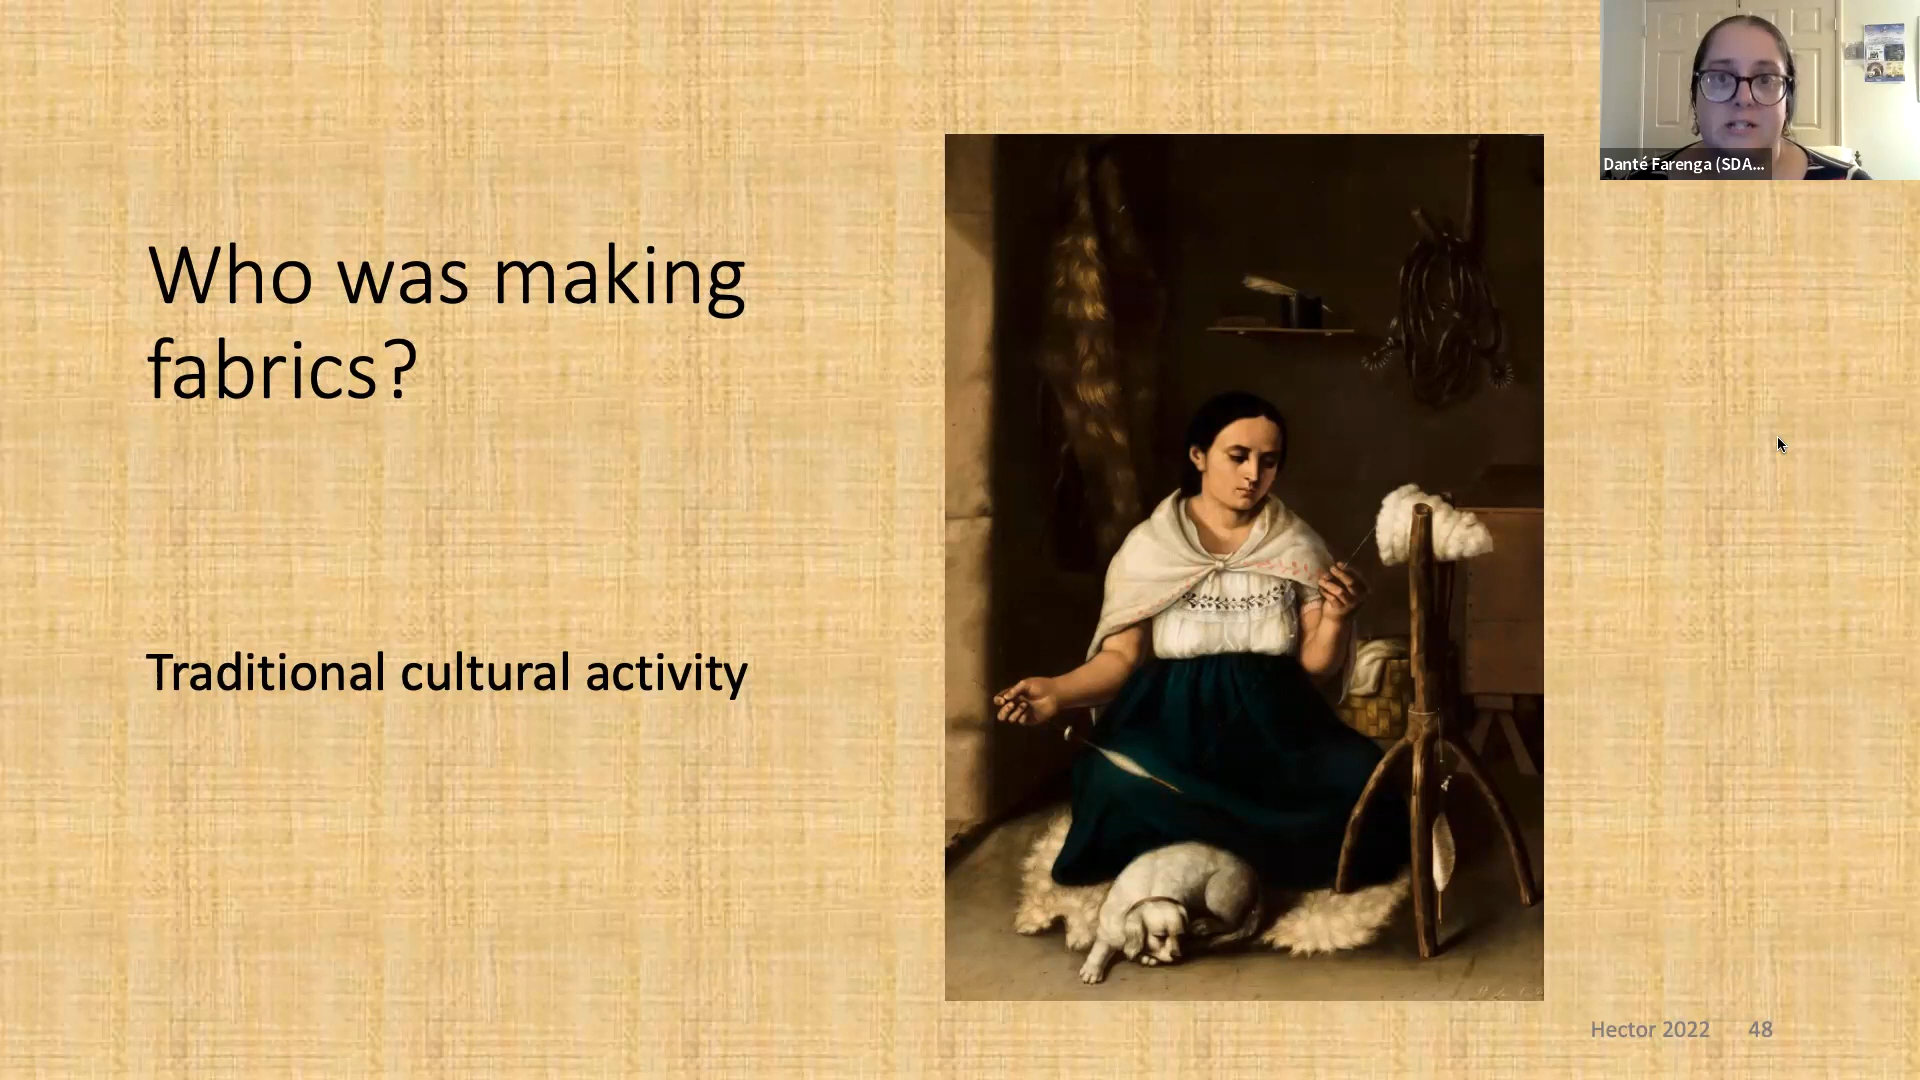 Danté Farenga (SDA...
Who was making
fabrics?
Traditional cultural activity
Hector 2022 48